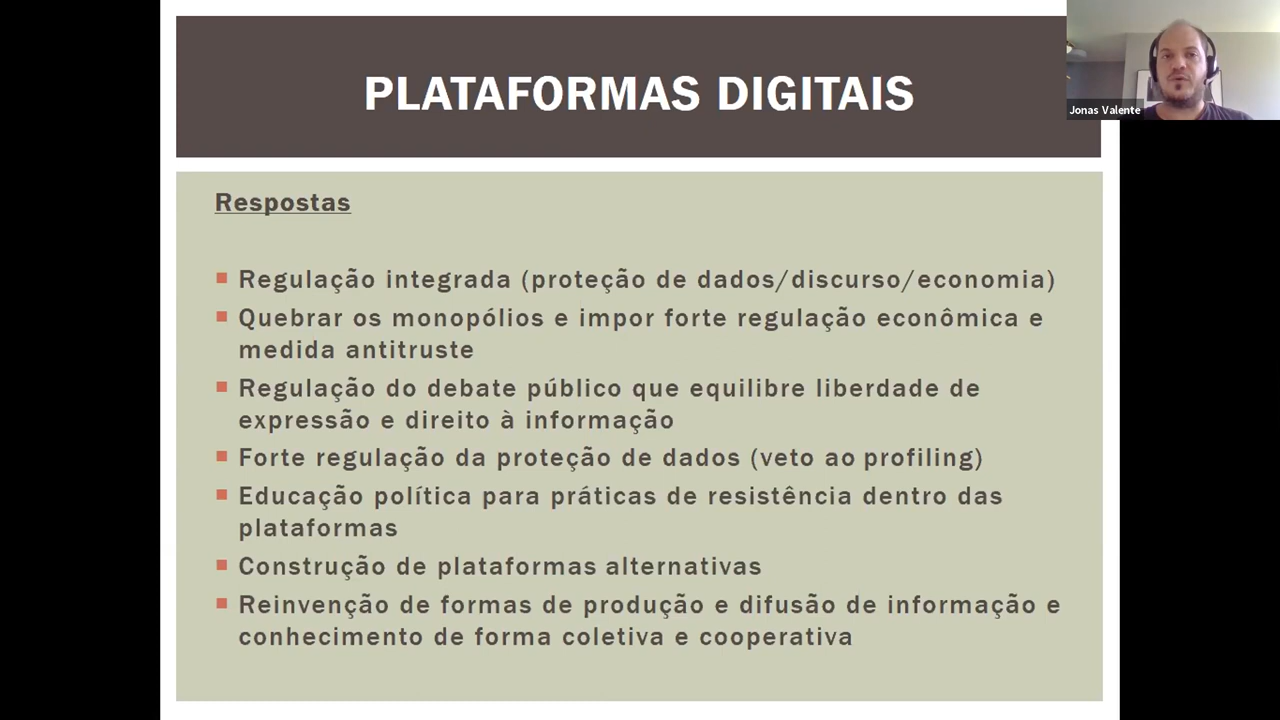 PLATAFORMAS DIGITAIS
Jonas Valente
Respostas
Regulação integrada (proteção de dados/discurso/economia)
Quebrar os monopólios e impor forte regulação econômica e
medida antitruste
Regulação do debate público que equilibre liberdade de
expressão e direito à informação
Forte regulação da proteção de dados (veto ao profiling)
Educação política para práticas de resistência dentro das
plataformas
Construção de plataformas alternativas
Reinvenção de formas de produção e difusão de informação e
conhecimento de forma coletiva e cooperativa